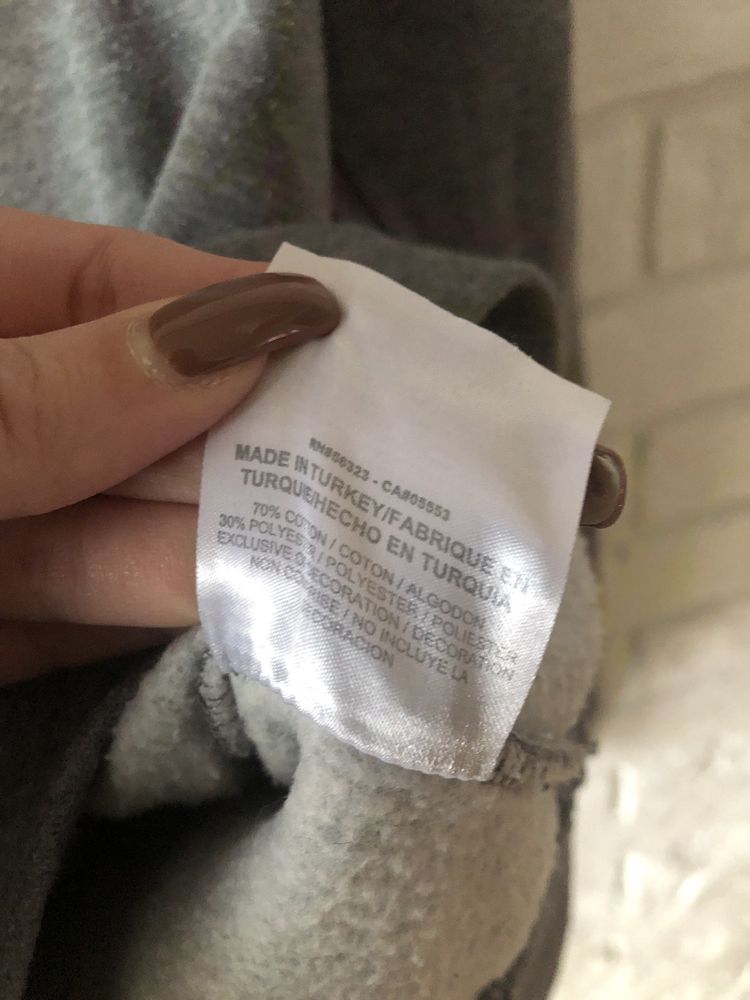 RN#56323 - CA#05553
MADE IN TURKEY/FABRIQUE EN
TURQUIE/HECHO EN TURQUIA
70% COTTON / COTON / ALGODON
30% POLYESTER / POLYESTER / POLIESTER
EXCLUSIVE OF DECORATION / DECORATION
NON COMPRISE / NO INCLUYE LA
DECORACION